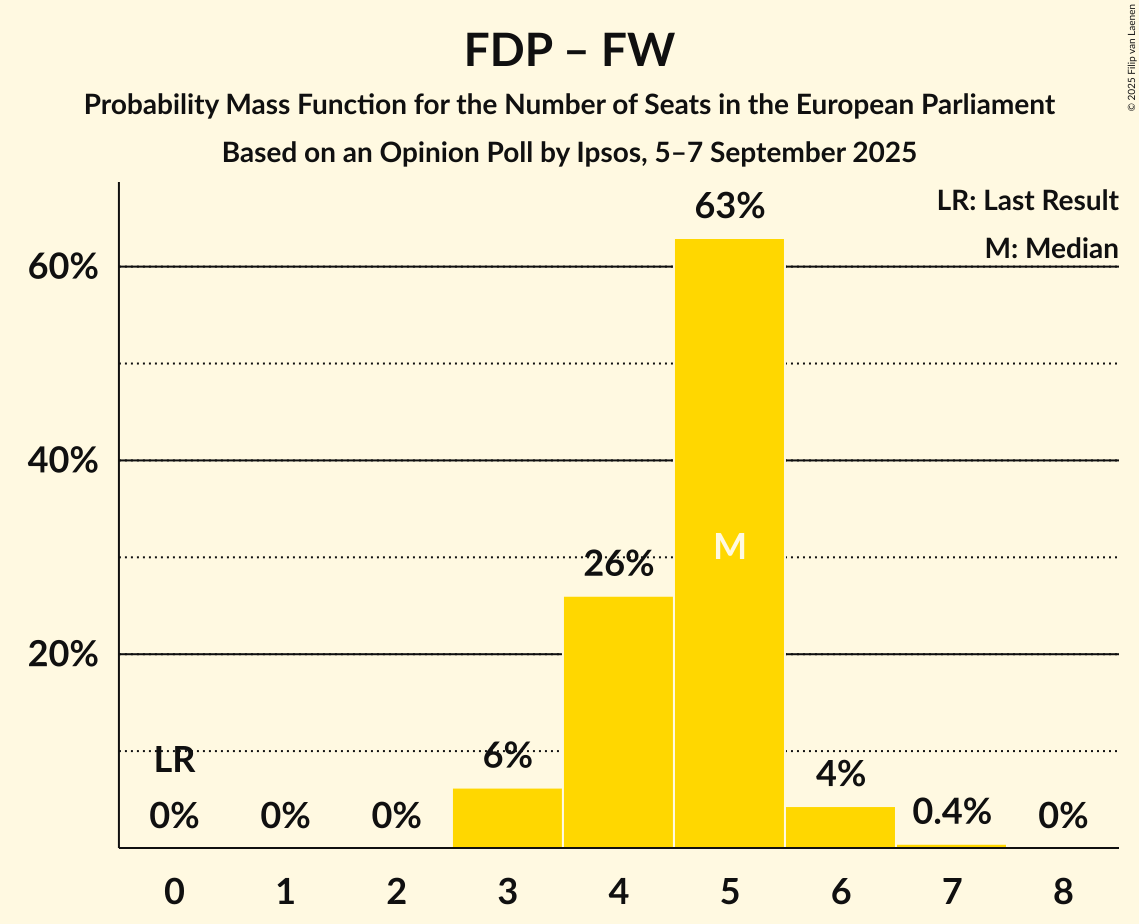 FDP – FW
Probability Mass Function for the Number of Seats in the European Parliament
Based on an Opinion Poll by Ipsos, 5–7 September 2025
© 2025 Filip van Laenen
LR: Last Result
M: Median
60%
40%
20%
LR
0%
0%
0%
6%
26%
63%
M
4%
0.4%
0%
0 1 2 3 4 5 6 7 8